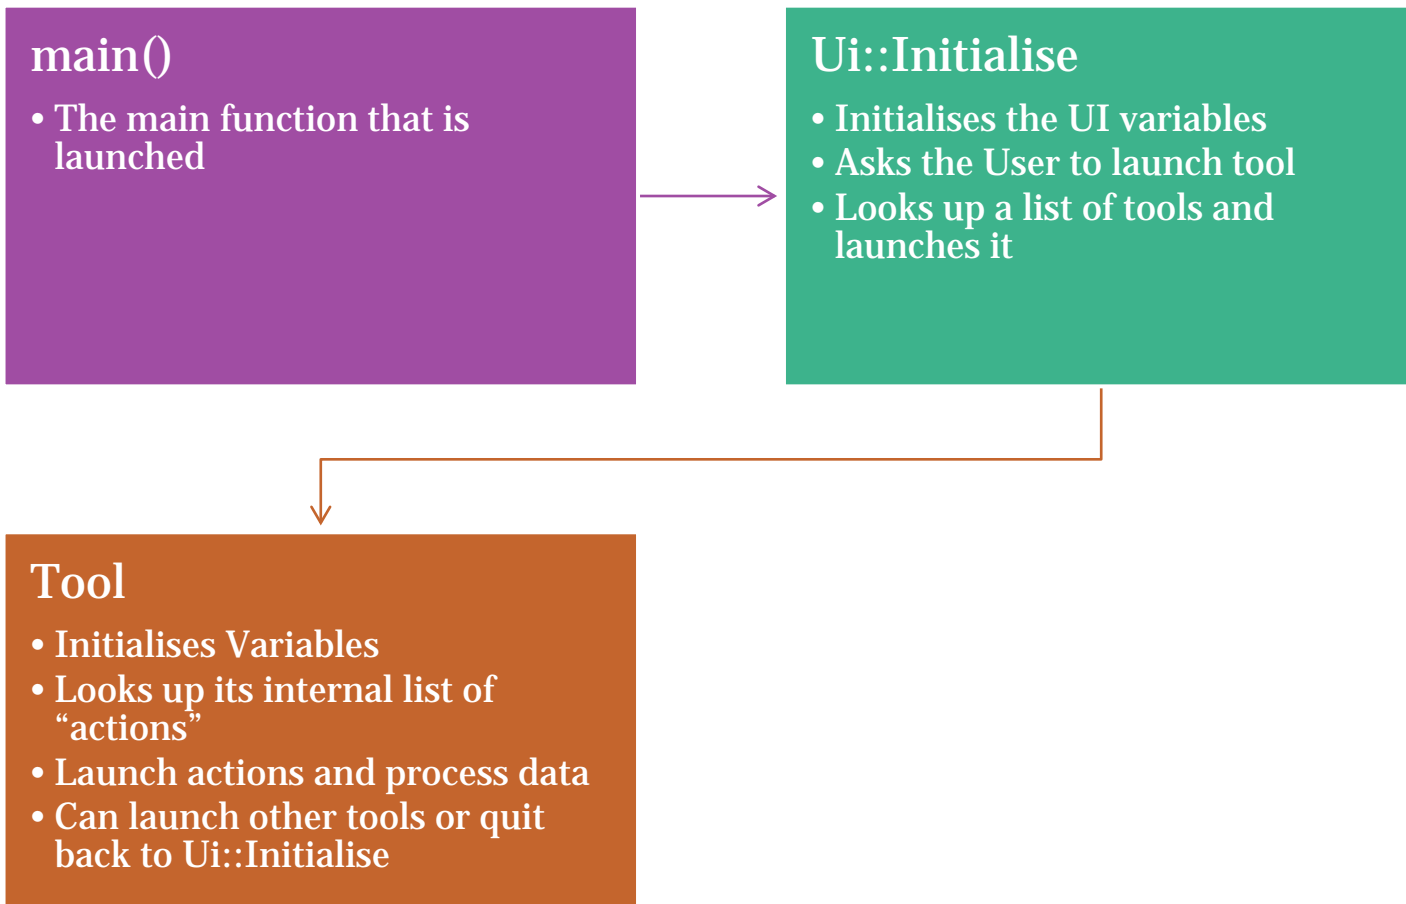 main()
• The main function that is
launched
Ui::Initialise
• Initialises the UI variables
• Asks the User to launch tool
• Looks up a list of tools and
launches it
Tool
• Initialises Variables
• Looks up its internal list of
“actions”
• Launch actions and process data
• Can launch other tools or quit
back to Ui::Initialise